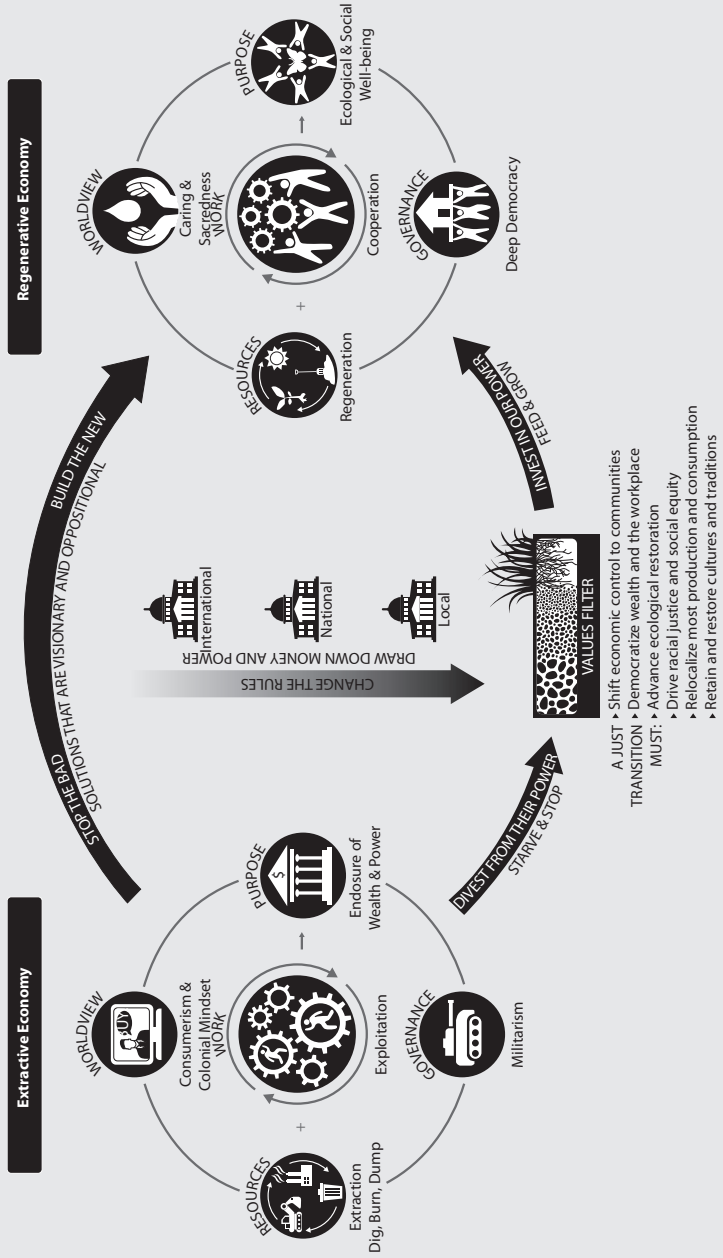 Extractive Economy
WORLDVIEW
Consumerism &
Colonial Mindset
RESOURCES
Extraction
Dig, Burn, Dump
+
WORK
Exploitation
PURPOSE
$
Endosure of
Wealth & Power
GOVERNANCE
Militarism
STOP THE BAD
BUILD THE NEW
SOLUTIONS THAT ARE VISIONARY AND OPPOSITIONAL
CHANGE THE RULES
DRAW DOWN MONEY AND POWER
International
National
Local
DIVEST FROM THEIR POWER
STARVE & STOP
VALUES FILTER
INVEST IN OUR POWER
FEED & GROW
A JUST ▸ Shift economic control to communities
TRANSITION ▸ Democratize wealth and the workplace
MUST: ▸ Advance ecological restoration
▸ Drive racial justice and social equity
▸ Relocalize most production and consumption
▸ Retain and restore cultures and traditions
Regenerative Economy
WORLDVIEW
Caring &
Sacredness
RESOURCES
Regeneration
+
WORK
Cooperation
PURPOSE
Ecological & Social
Well-being
GOVERNANCE
Deep Democracy